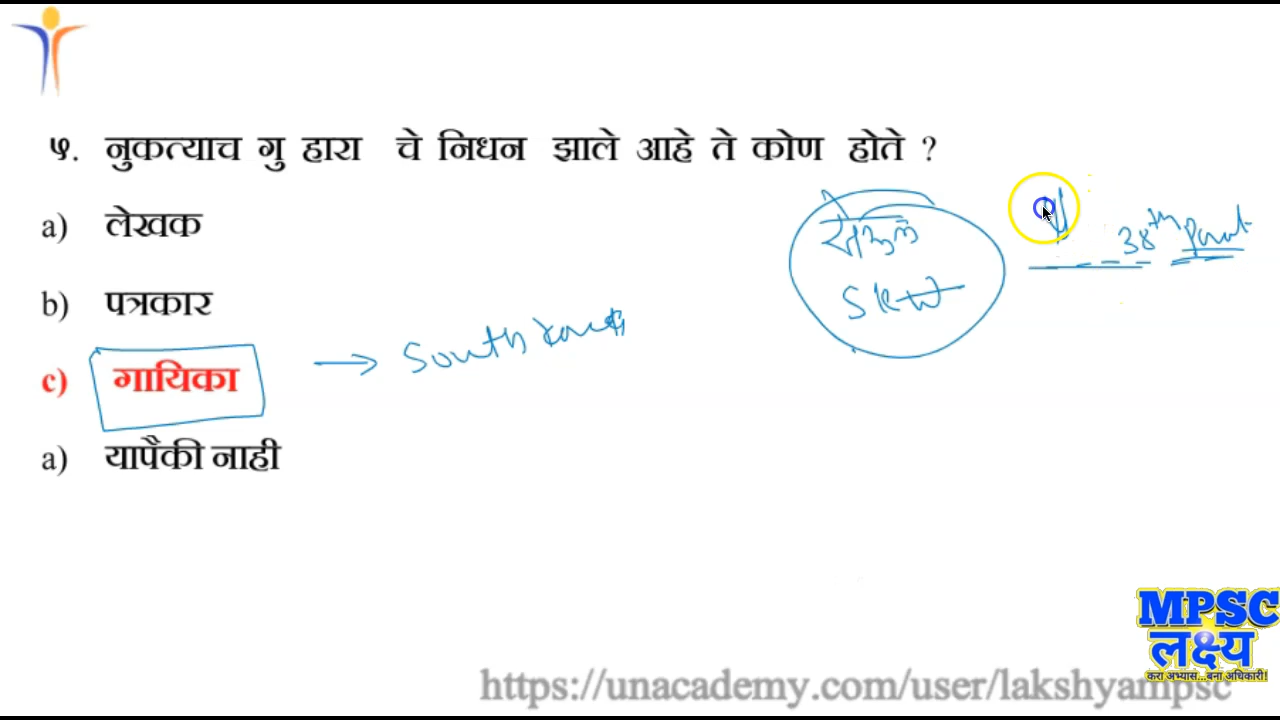 ५. नुकत्याच गु हारा चे निधन झाले आहे ते कोण होते ?
a) लेखक
b) पत्रकार
c) गायिका
South
38th
a) यापैकी नाही
MPSC
लक्ष्य
करा अभ्यास...बना अधिकारी!
https://unacademy.com/user/lakshyampsc